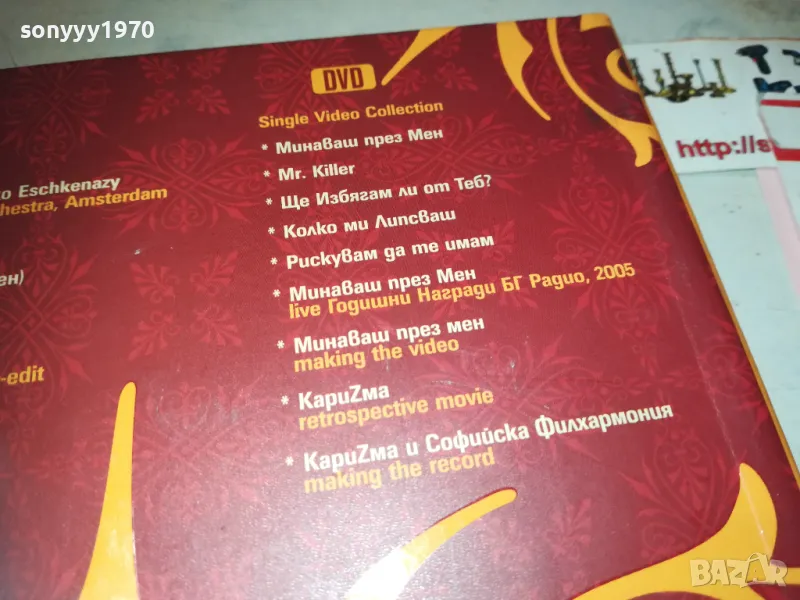 sonyyy1970
DVD
Single Video Collection
* Минаваш през Мен
* Mr. Killer
* Ще Избягам ли от Теб?
* Колко ми Липсваш
* Рискувам да те имам
* Минаваш през Мен
live Годишни Награди БГ Радио, 2005
* Минаваш през мен
making the video
* КариZма
retrospective movie
* КариZма и Софийска Филхармония
making the record
o Eschkenazy
hestra, Amsterdam
ен)
-edit
http://s
BAZAR